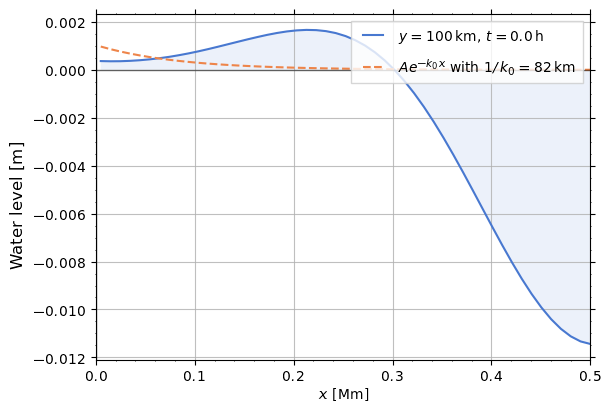 y = 100 km, t = 0.0 h
Ae^{-k_0 x} with 1/k_0 = 82 km
0.002
0.000
−0.002
−0.004
−0.006
−0.008
−0.010
−0.012
Water level [m]
0.0 0.1 0.2 0.3 0.4 0.5
x [Mm]